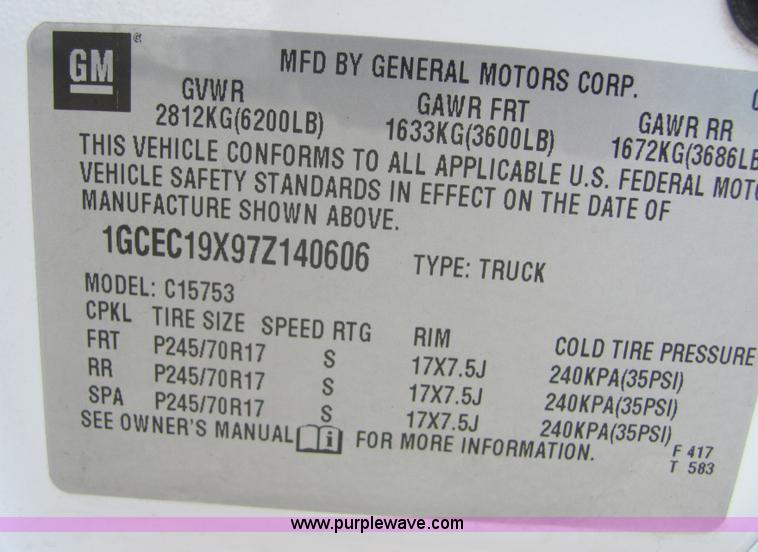 GM
MFD BY GENERAL MOTORS CORP.
GVWR GAWR FRT GAWR RR
2812KG(6200LB) 1633KG(3600LB) 1672KG(3686LB
THIS VEHICLE CONFORMS TO ALL APPLICABLE U.S. FEDERAL MOTO
VEHICLE SAFETY STANDARDS IN EFFECT ON THE DATE OF
MANUFACTURE SHOWN ABOVE.
1GCEC19X97Z140606 TYPE: TRUCK
MODEL: C15753
CPKL TIRE SIZE SPEED RTG RIM COLD TIRE PRESSURE
FRT P245/70R17 S 17X7.5J 240KPA(35PSI)
RR P245/70R17 S 17X7.5J 240KPA(35PSI)
SPA P245/70R17 S 17X7.5J 240KPA(35PSI)
SEE OWNER'S MANUAL FOR MORE INFORMATION.
F 417
T 583
www.purplewave.com